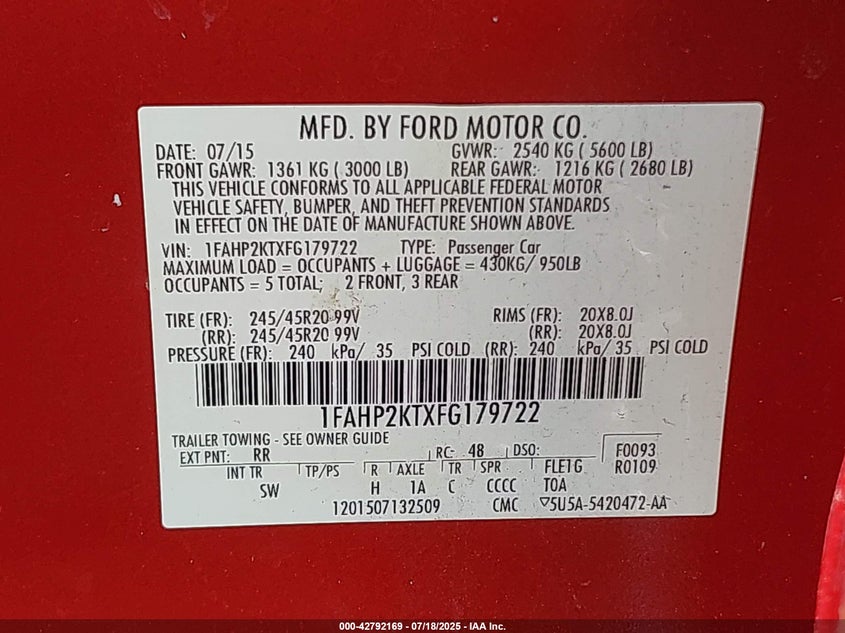 MFD. BY FORD MOTOR CO.
DATE: 07/15 GVWR: 2540 KG ( 5600 LB)
FRONT GAWR: 1361 KG ( 3000 LB) REAR GAWR: 1216 KG ( 2680 LB)
THIS VEHICLE CONFORMS TO ALL APPLICABLE FEDERAL MOTOR
VEHICLE SAFETY, BUMPER, AND THEFT PREVENTION STANDARDS
IN EFFECT ON THE DATE OF MANUFACTURE SHOWN ABOVE.
VIN: 1FAHP2KTXFG179722 TYPE: Passenger Car
MAXIMUM LOAD = OCCUPANTS + LUGGAGE = 430KG/ 950LB
OCCUPANTS = 5 TOTAL; 2 FRONT, 3 REAR
TIRE (FR): 245/45R20 99V RIMS (FR): 20X8.0J
(RR): 245/45R20 99V (RR): 20X8.0J
PRESSURE (FR): 240 kPa/ 35 PSI COLD (RR): 240 kPa/ 35 PSI COLD
1FAHP2KTXFG179722
TRAILER TOWING - SEE OWNER GUIDE
EXT PNT: RR RC: 48 DSO: F0093
INT TR TP/PS R AXLE TR SPR FLE1G R0109
SW H 1A C CCCC TOA
1201507132509 CMC ▽5U5A-5420472-AA
000-42792169 - 07/18/2025 - IAA Inc.